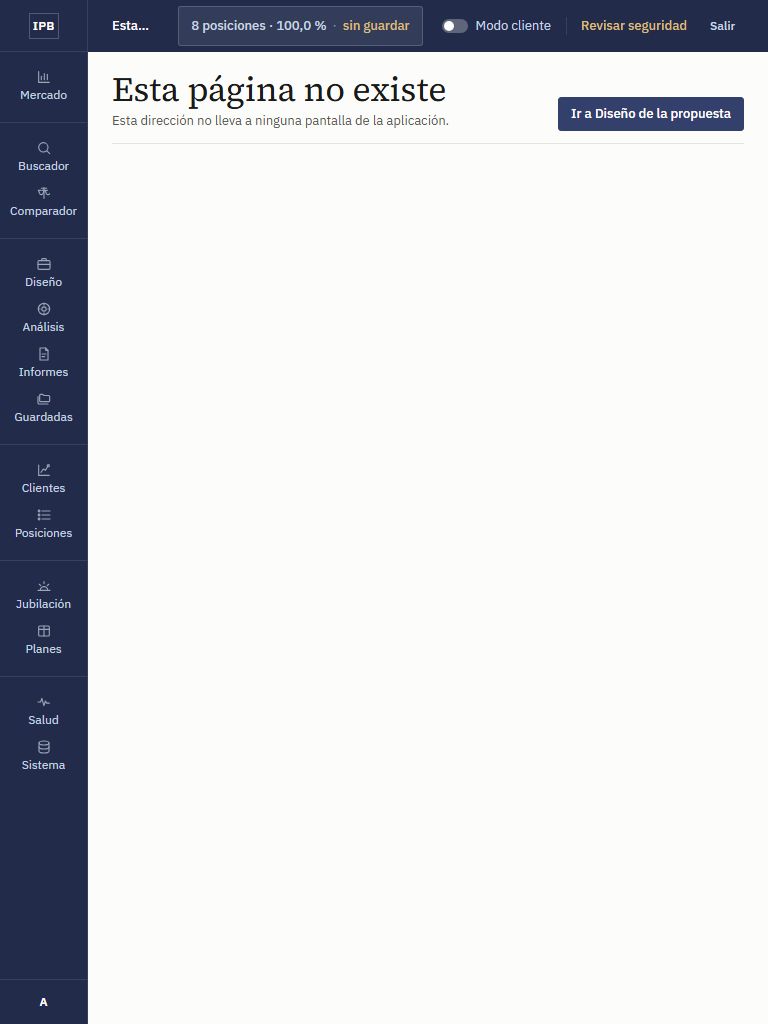 IPB
Esta...
8 posiciones · 100,0 % · sin guardar
Modo cliente
Revisar seguridad
Salir
Mercado
Buscador
Comparador
Diseño
Análisis
Informes
Guardadas
Clientes
Posiciones
Jubilación
Planes
Salud
Sistema
A
Esta página no existe
Esta dirección no lleva a ninguna pantalla de la aplicación.
Ir a Diseño de la propuesta